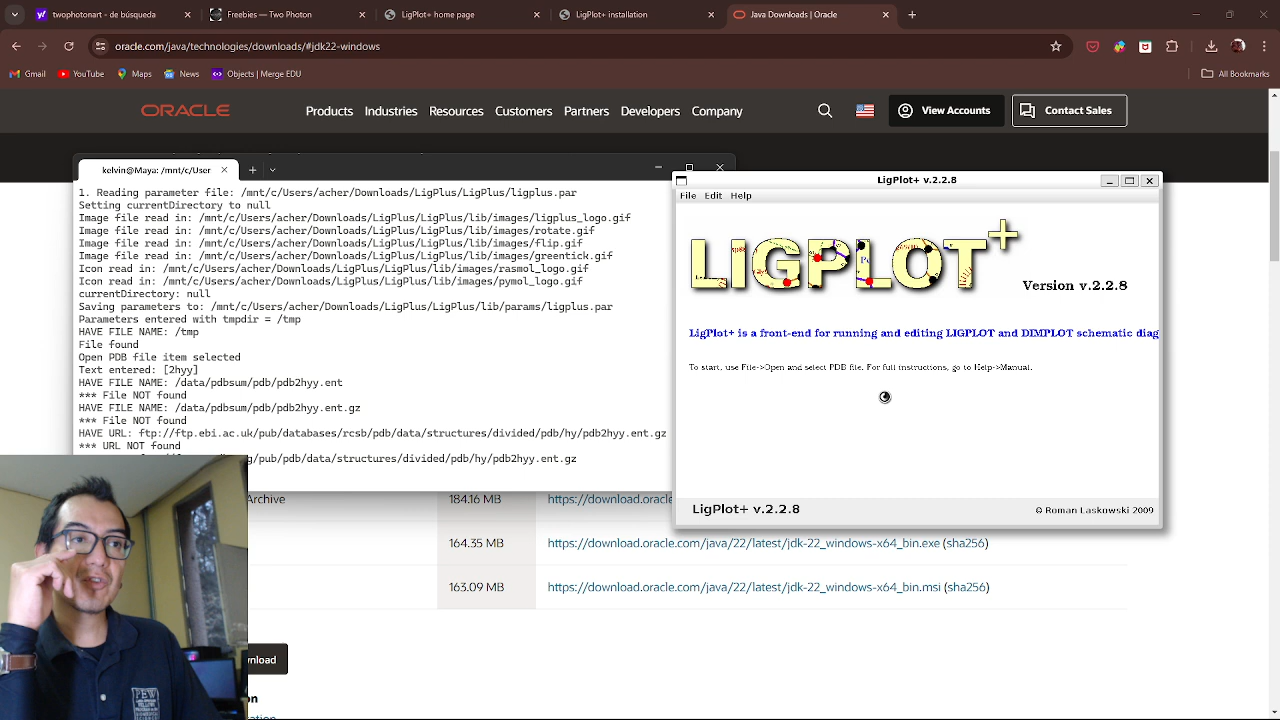 twophotonart - de búsqued
Freebies — Two Photon
LigPlot+ home page
LigPlot+ installation
Java Downloads | Oracle
oracle.com/java/technologies/downloads/#jdk22-windows
Gmail
YouTube
Maps
News
Objects | Merge EDU
All Bookmarks
ORACLE
Products Industries Resources Customers Partners Developers Company
View Accounts
Contact Sales
kelvin@Maya: /mnt/c/User
1. Reading parameter file: /mnt/c/Users/acher/Downloads/LigPlus/LigPlus/ligplus.par
Setting currentDirectory to null
Image file read in: /mnt/c/Users/acher/Downloads/LigPlus/LigPlus/lib/images/ligplus_logo.gif
Image file read in: /mnt/c/Users/acher/Downloads/LigPlus/LigPlus/lib/images/rotate.gif
Image file read in: /mnt/c/Users/acher/Downloads/LigPlus/LigPlus/lib/images/flip.gif
Image file read in: /mnt/c/Users/acher/Downloads/LigPlus/LigPlus/lib/images/greentick.gif
Icon read in: /mnt/c/Users/acher/Downloads/LigPlus/LigPlus/lib/images/rasmol_logo.gif
Icon read in: /mnt/c/Users/acher/Downloads/LigPlus/LigPlus/lib/images/pymol_logo.gif
currentDirectory: null
Saving parameters to: /mnt/c/Users/acher/Downloads/LigPlus/LigPlus/lib/params/ligplus.par
Parameters entered with tmpdir = /tmp
HAVE FILE NAME: /tmp
File found
Open PDB file item selected
Text entered: [2hyy]
HAVE FILE NAME: /data/pdbsum/pdb/pdb2hyy.ent
*** File NOT found
HAVE FILE NAME: /data/pdbsum/pdb/pdb2hyy.ent.gz
*** File NOT found
HAVE URL: ftp://ftp.ebi.ac.uk/pub/databases/rcsb/pdb/data/structures/divided/pdb/hy/pdb2hyy.ent.gz
*** URL NOT found
/pub/pdb/data/structures/divided/pdb/hy/pdb2hyy.ent.gz
LigPlot+ v.2.2.8
File Edit Help
LIGPLOT+
Version v.2.2.8
LigPlot+ is a front-end for running and editing LIGPLOT and DIMPLOT schematic diag
To start, use File->Open and select PDB file. For full instructions, go to Help->Manual.
LigPlot+ v.2.2.8
© Roman Laskowski 2009
Archive
184.16 MB
https://download.oracle
164.35 MB
https://download.oracle.com/java/22/latest/jdk-22_windows-x64_bin.exe (sha256)
163.09 MB
https://download.oracle.com/java/22/latest/jdk-22_windows-x64_bin.msi (sha256)